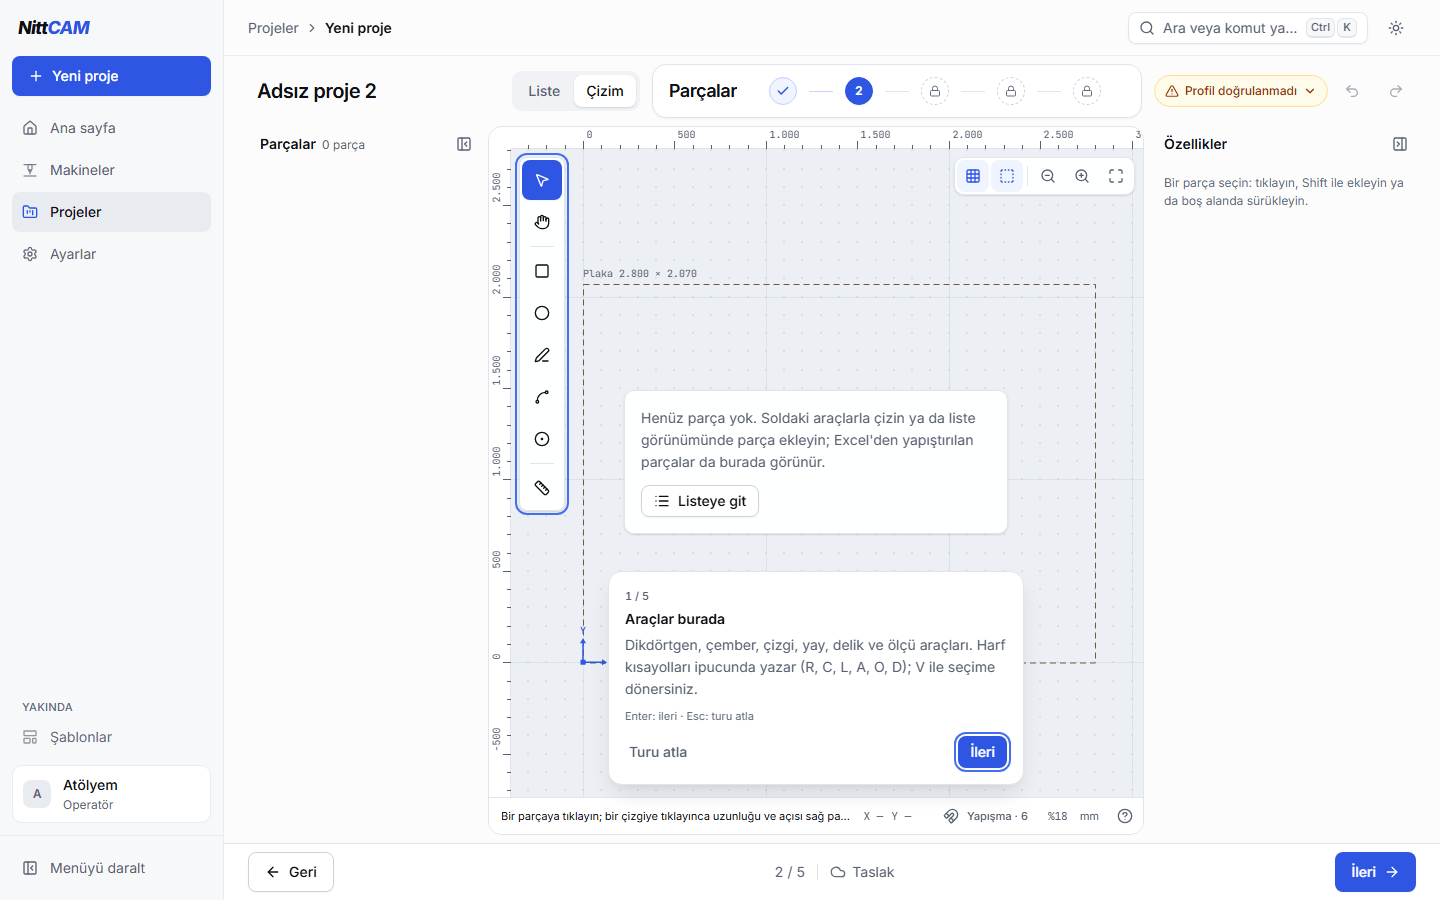 NittCAM
Yeni proje
Ana sayfa
Makineler
Projeler
Ayarlar
YAKINDA
Şablonlar
A
Atölyem
Operatör
Menüyü daralt
Projeler
Yeni proje
Ara veya komut ya...
Ctrl
K
Adsız proje 2
Liste
Çizim
Parçalar
2
Profil doğrulanmadı
Parçalar 0 parça
0
500
1.000
1.500
2.000
2.500
3
2.500
2.000
1.500
1.000
500
0
-500
Plaka 2.800 × 2.070
Y
Henüz parça yok. Soldaki araçlarla çizin ya da liste
görünümünde parça ekleyin; Excel'den yapıştırılan
parçalar da burada görünür.
Listeye git
1 / 5
Araçlar burada
Dikdörtgen, çember, çizgi, yay, delik ve ölçü araçları. Harf
kısayolları ipucunda yazar (R, C, L, A, O, D); V ile seçime
dönersiniz.
Enter: ileri · Esc: turu atla
Turu atla
İleri
Bir parçaya tıklayın; bir çizgiye tıklayınca uzunluğu ve açısı sağ pa...
X — Y —
Yapışma · 6
%18
mm
Özellikler
Bir parça seçin: tıklayın, Shift ile ekleyin ya
da boş alanda sürükleyin.
Geri
2 / 5
Taslak
İleri